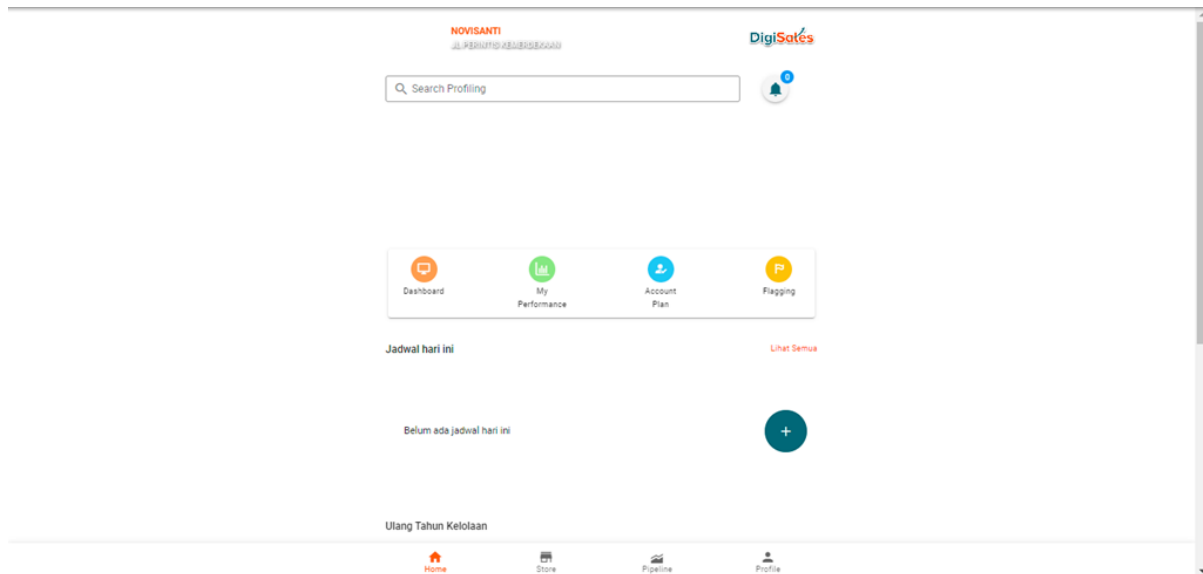 NOVISANTI
JL.PERINTIS KEMERDEKAAN
DigiSales
Search Profiling
0
Dashboard
My
Performance
Account
Plan
Flagging
Jadwal hari ini
Lihat Semua
Belum ada jadwal hari ini
Ulang Tahun Kelolaan
Home
Store
Pipeline
Profile